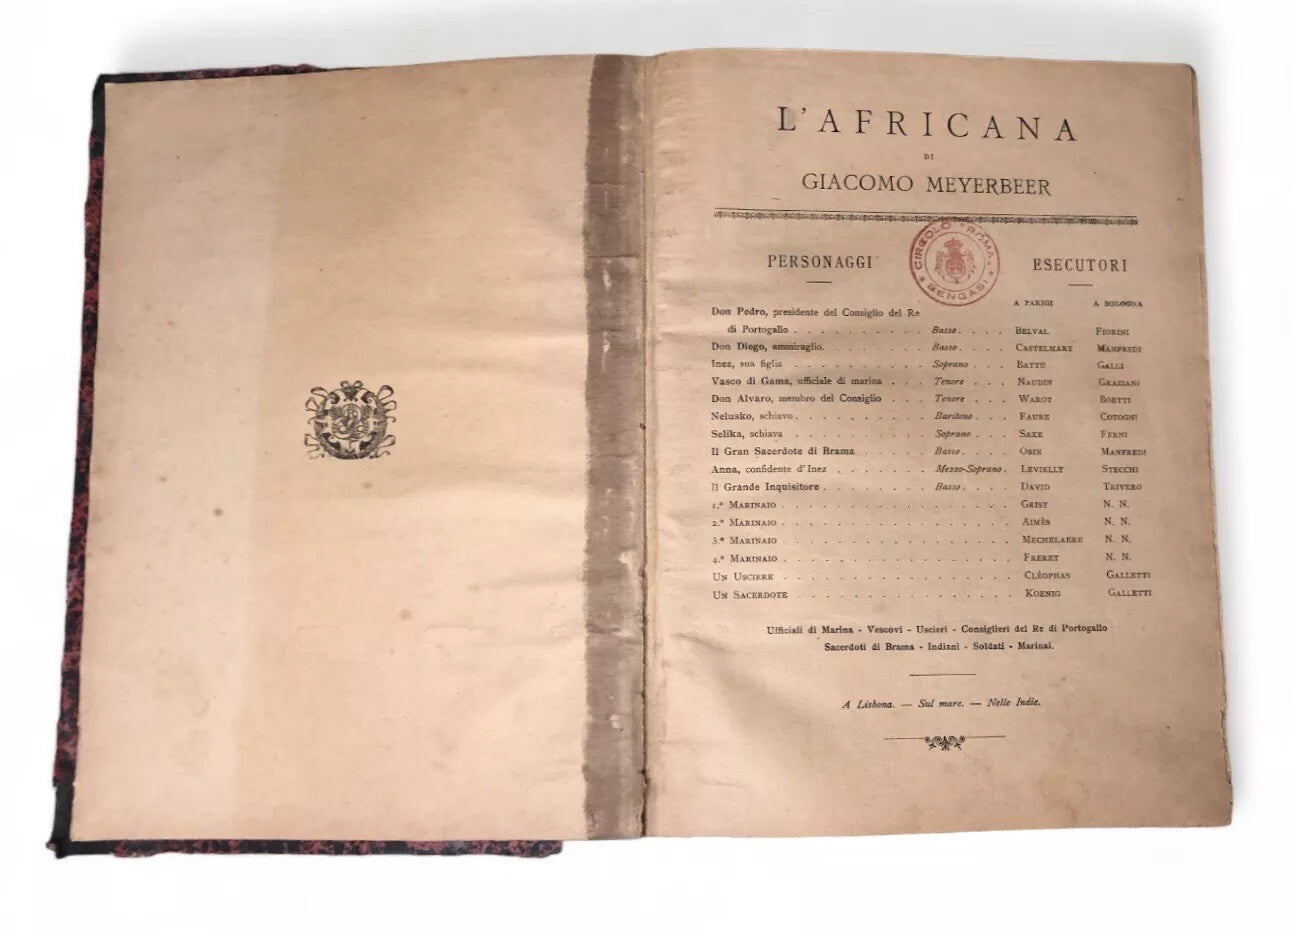 L'AFRICANA
DI
GIACOMO MEYERBEER
CIRCOLO "ROMA" * BENGASI *
PERSONAGGI ESECUTORI
A PARIGI A BOLOGNA
Don Pedro, presidente del Consiglio del Re
di Portogallo . . . . . . . . . . Basso . . . . BELVAL FIORINI
Don Diego, ammiraglio. . . . . . . . . Basso . . . . CASTELMARY MANFREDI
Inez, sua figlia . . . . . . . . . . . Soprano . . . BATTU GALLI
Vasco di Gama, ufficiale di marina . . . Tenore . . . NAUDIN GRAZIANI
Don Alvaro, membro del Consiglio . . . Tenore . . . WAROT BOETTI
Nelusko, schiavo . . . . . . . . . . Baritono . . . FAURE COTOGNI
Selika, schiava . . . . . . . . . . Soprano . . . SAXE FERNI
Il Gran Sacerdote di Brama . . . . . Basso . . . . OBIN MANFREDI
Anna, confidente d'Inez . . . . . . . Mezzo-Soprano . LEVIELLY STECCHI
Il Grande Inquisitore . . . . . . . . Basso . . . . DAVID TRIVERO
1.º MARINAIO . . . . . . . . . . . . . . . . GRISY N. N.
2.º MARINAIO . . . . . . . . . . . . . . . . AIMÈS N. N.
3.º MARINAIO . . . . . . . . . . . . . . . . MECHELAERE N. N.
4.º MARINAIO . . . . . . . . . . . . . . . . FRERET N. N.
UN USCIERE . . . . . . . . . . . . . . . . CLÉOPHAS GALLETTI
UN SACERDOTE . . . . . . . . . . . . . . . . KOENIG GALLETTI
Ufficiali di Marina - Vescovi - Uscieri - Consiglieri del Re di Portogallo
Sacerdoti di Brama - Indiani - Soldati - Marinai.
A Lisbona. — Sul mare. — Nelle Indie.